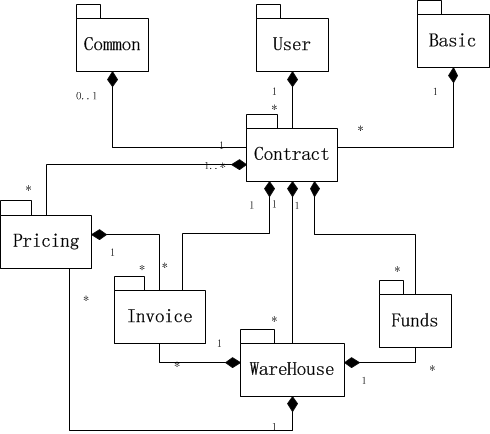 Common
User
Basic
0..1
1
1
*
*
1
Contract
1..*
*
1
1
1
Pricing
1
*
*
*
*
*
Invoice
Funds
1
WareHouse
*
1
*
1